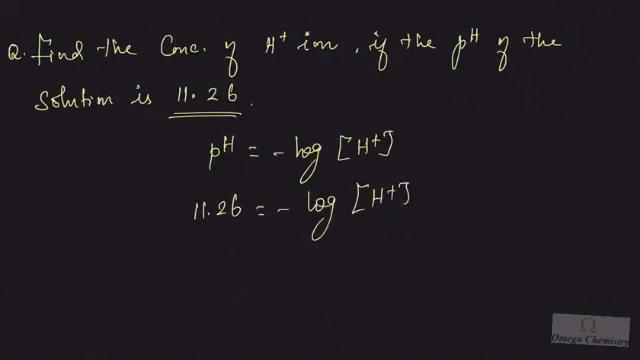 Q. Find the Conc. of H+ ion, if the pH of the
Solution is 11.26.
pH = - log [H+]
11.26 = - log [H+]
Ω
Omega Chemistry